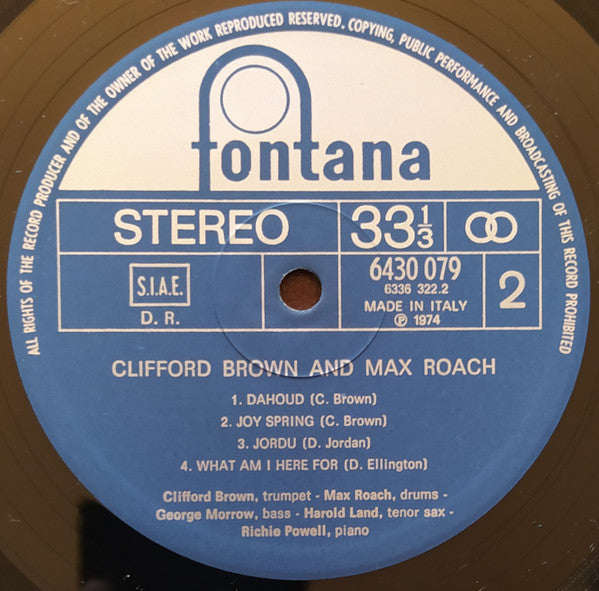 ALL RIGHTS OF THE RECORD PRODUCER AND OF THE OWNER OF THE WORK REPRODUCED RESERVED. COPYING, PUBLIC PERFORMANCE AND BROADCASTING OF THIS RECORD PROHIBITED
fontana
STEREO 33 1/3
S.I.A.E.
D. R.
6430 079
6336 322.2
MADE IN ITALY
℗ 1974
2
CLIFFORD BROWN AND MAX ROACH
1. DAHOUD (C. Brown)
2. JOY SPRING (C. Brown)
3. JORDU (D. Jordan)
4. WHAT AM I HERE FOR (D. Ellington)
Clifford Brown, trumpet - Max Roach, drums -
George Morrow, bass - Harold Land, tenor sax -
Richie Powell, piano